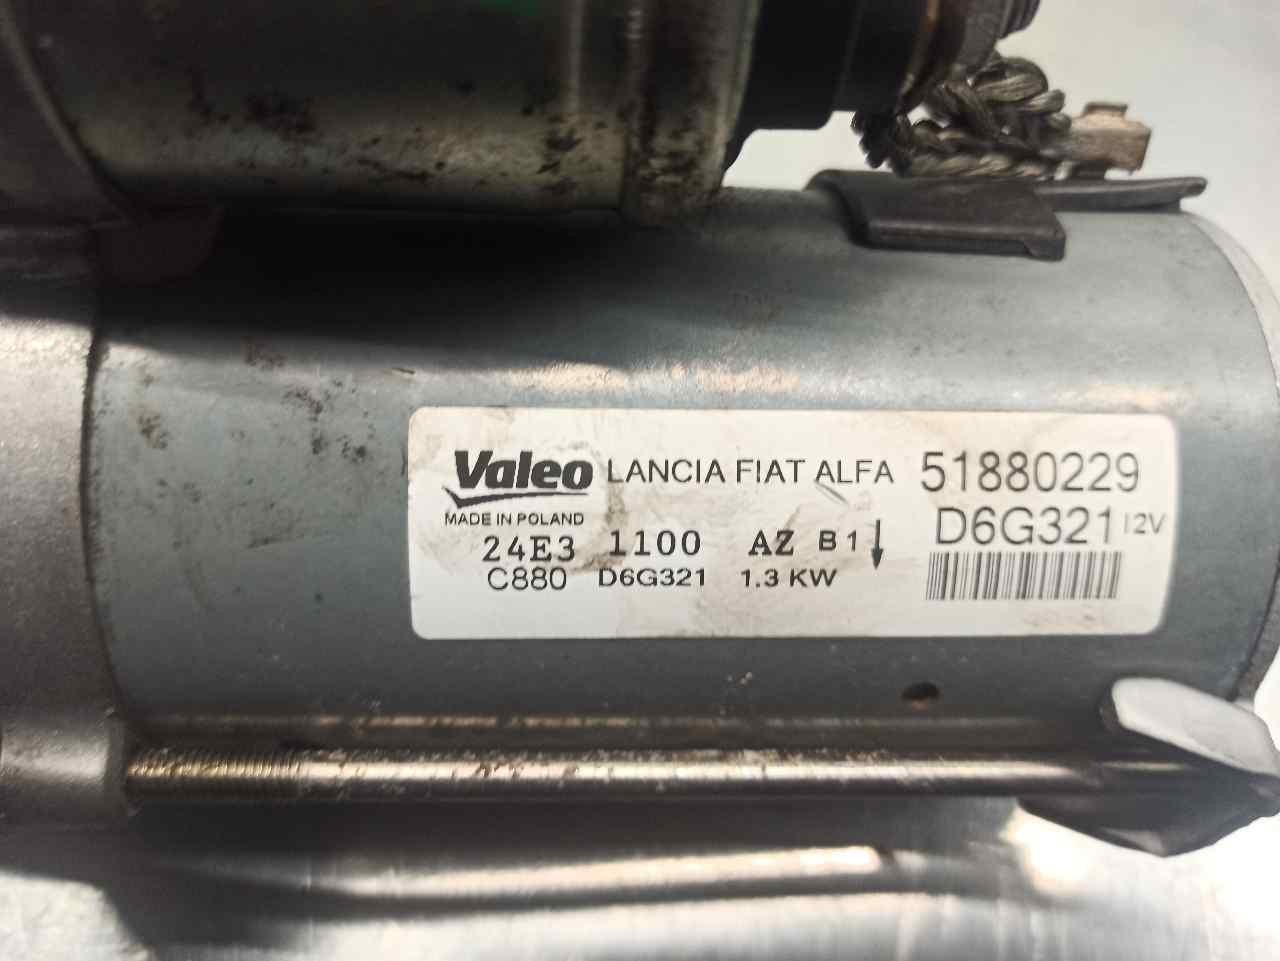 Valeo LANCIA FIAT ALFA 51880229
MADE IN POLAND D6G321 12V
24E3 1100 AZ B1↓
C880 D6G321 1.3 KW